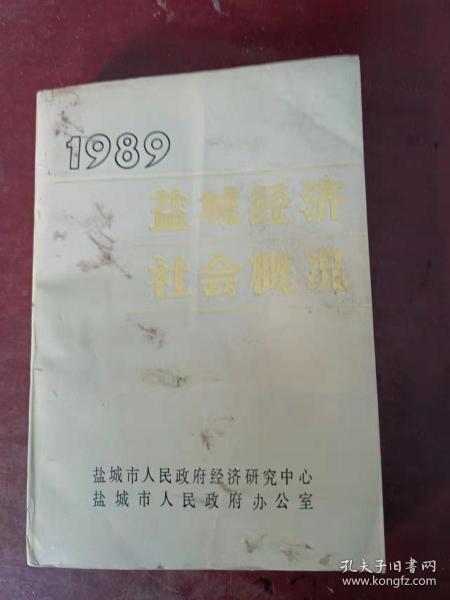 1989
盐城经济
社会概况
盐城市人民政府经济研究中心
盐城市人民政府办公室
孔夫子旧书网
www.kongfz.com